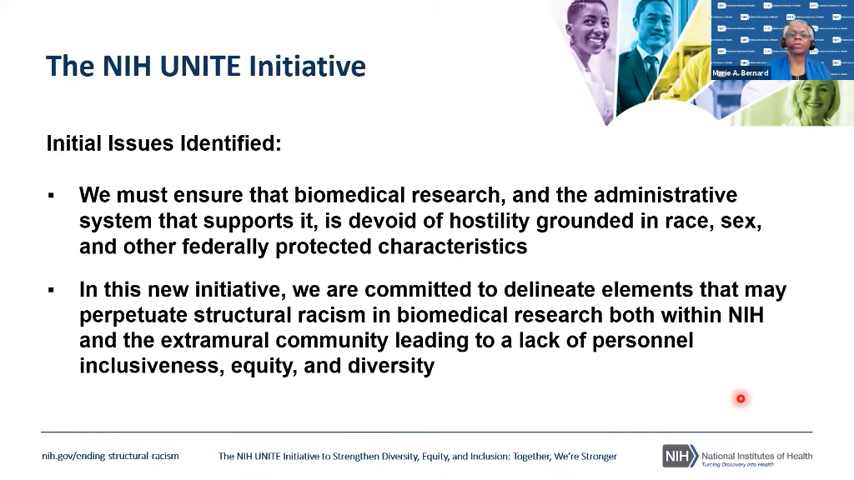 The NIH UNITE Initiative
Marie A. Bernard
Initial Issues Identified:
▪ We must ensure that biomedical research, and the administrative
system that supports it, is devoid of hostility grounded in race, sex,
and other federally protected characteristics
▪ In this new initiative, we are committed to delineate elements that may
perpetuate structural racism in biomedical research both within NIH
and the extramural community leading to a lack of personnel
inclusiveness, equity, and diversity
nih.gov/ending-structural-racism
The NIH UNITE Initiative to Strengthen Diversity, Equity, and Inclusion: Together, We're Stronger
NIH National Institutes of Health
Turning Discovery Into Health